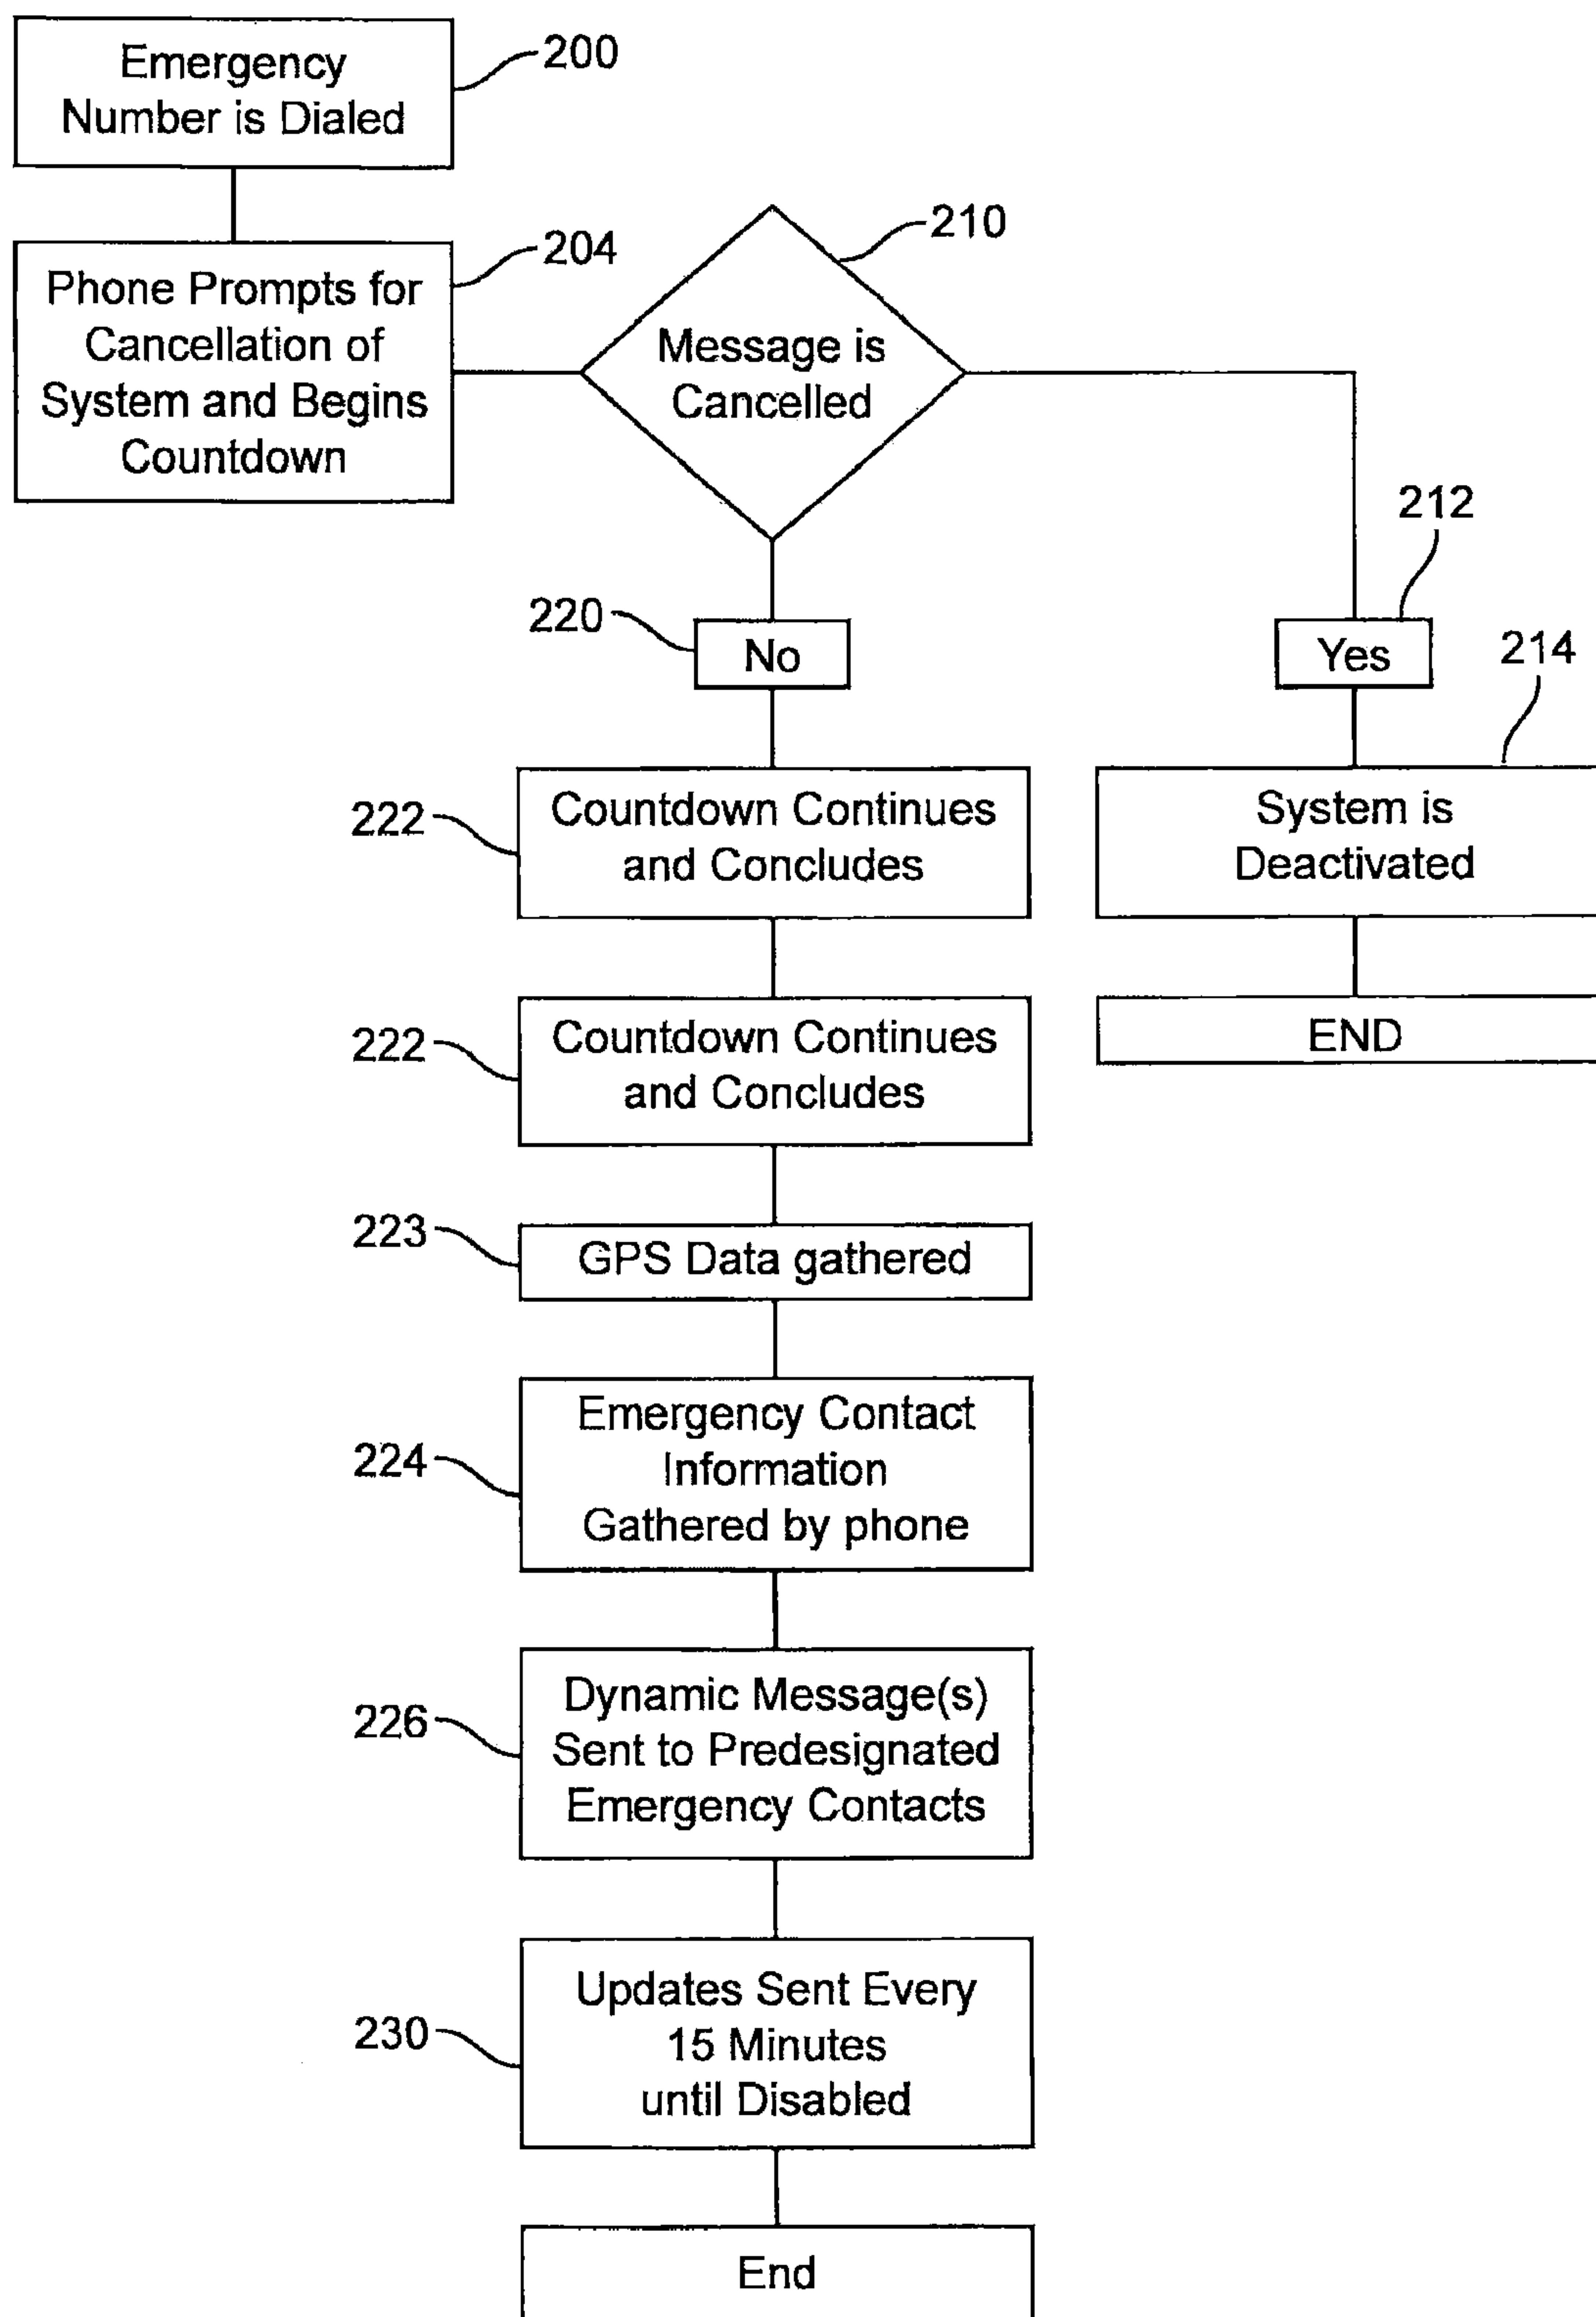 Emergency
Number is Dialed
200
Phone Prompts for
Cancellation of
System and Begins
Countdown
204
Message is
Cancelled
210
220
No
212
Yes
214
222
Countdown Continues
and Concludes
System is
Deactivated
222
Countdown Continues
and Concludes
END
223
GPS Data gathered
224
Emergency Contact
Information
Gathered by phone
226
Dynamic Message(s)
Sent to Predesignated
Emergency Contacts
230
Updates Sent Every
15 Minutes
until Disabled
End